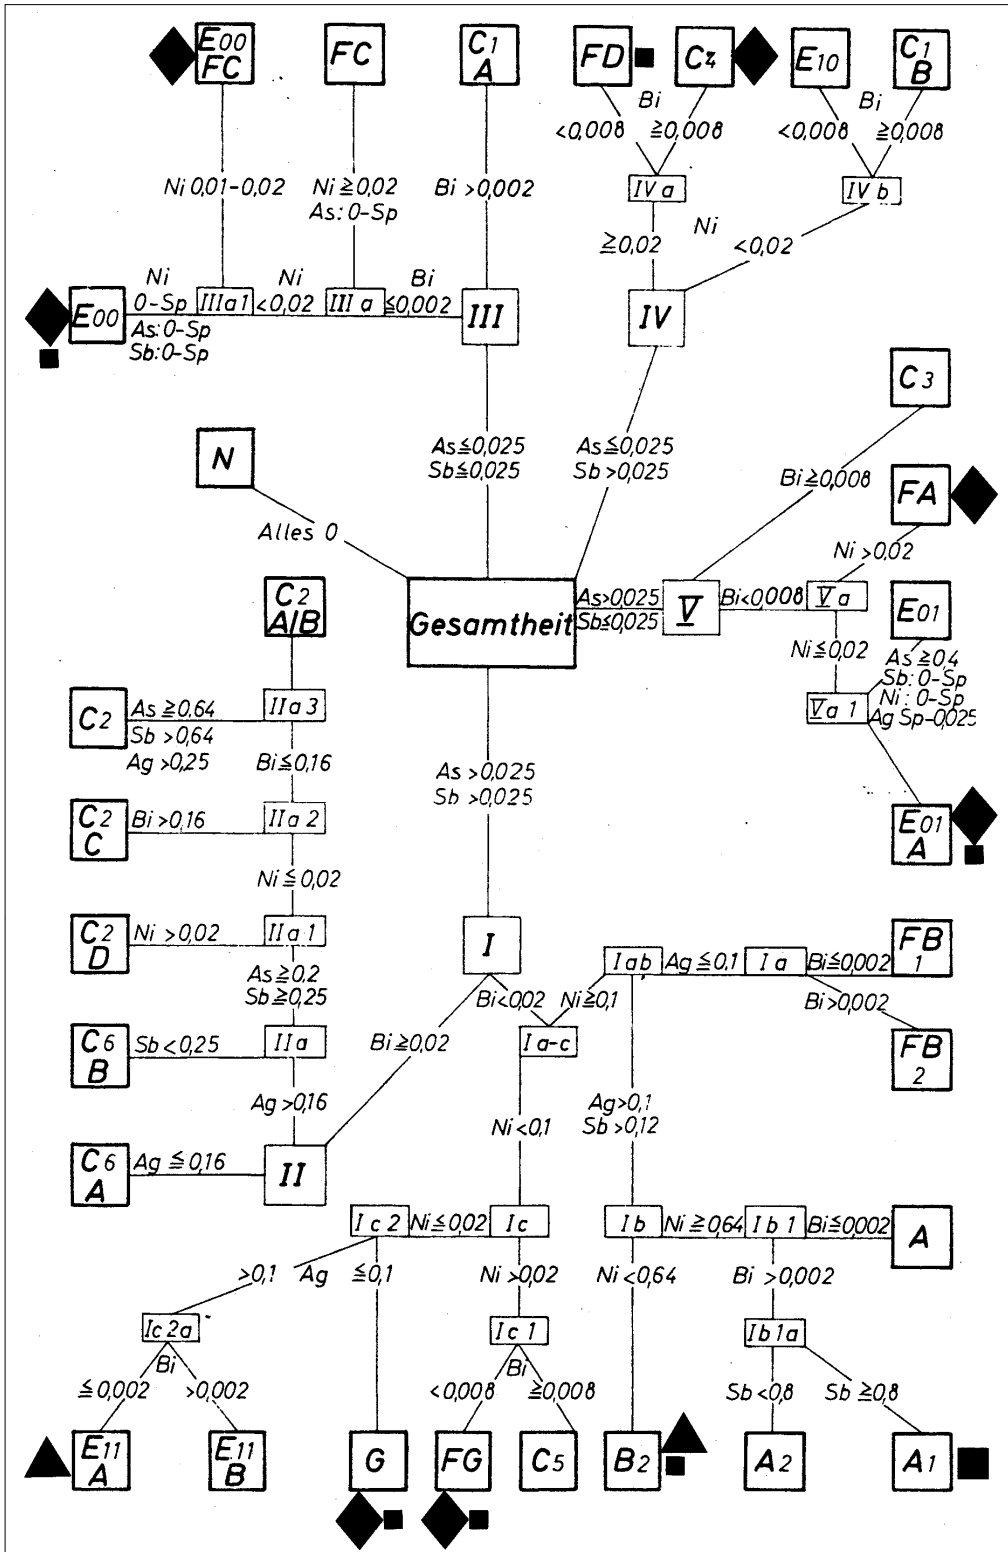 E00
FC
FC
C1
A
FD
C4
E10
C1
B
Bi
<0,008
≧0,008
Bi
<0,008
≧0,008
Ni 0,01-0,02
Ni ≧0,02
As: 0-Sp
Bi >0,002
IV a
IV b
Ni
≧0,02
<0,02
E00
Ni
0-Sp
As: 0-Sp
Sb: 0-Sp
IIIa1
Ni
<0,02
III a
Bi
≦0,002
III
IV
C3
As≦0,025
Sb≦0,025
As≦0,025
Sb>0,025
N
Bi≧0,008
FA
Alles 0
Ni >0,02
Gesamtheit
As>0,025
Sb≦0,025
V
Bi<0,008
V a
E01
C2
A/B
Ni≦0,02
As ≧0,4
Sb: 0-Sp
Ni: 0-Sp
Ag Sp-0,025
V a 1
C2
As ≧0,64
Sb >0,64
Ag >0,25
II a 3
Bi≦0,16
As >0,025
Sb >0,025
C2
C
Bi>0,16
II a 2
E01
A
Ni ≦ 0,02
C2
D
Ni >0,02
II a 1
I
I ab
Ag ≦0,1
I a
Bi≦0,002
FB
1
As≧0,2
Sb≧0,25
Bi<0,02
Ni≧0,1
Bi>0,002
C6
B
Sb<0,25
II a
Bi≧0,02
I a-c
FB
2
Ag >0,16
Ni<0,1
Ag>0,1
Sb>0,12
C6
A
Ag ≦ 0,16
II
I c 2
Ni≦0,02
I c
I b
Ni ≧0,64
I b 1
Bi≦0,002
A
>0,1 Ag ≦0,1
Ni >0,02
Ni <0,64
Bi >0,002
Ic 2a
I c 1
I b 1a
Bi
≦0,002
>0,002
Bi
<0,008
≧0,008
Sb <0,8
Sb ≧0,8
E11
A
E11
B
G
FG
C5
B2
A2
A1